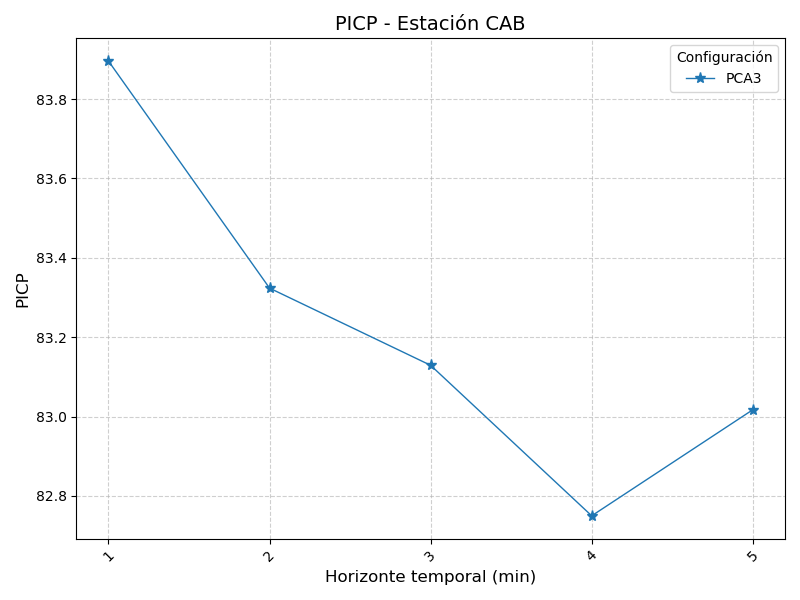 PICP - Estación CAB
Configuración
PCA3
83.8
83.6
83.4
83.2
83.0
82.8
PICP
1
2
3
4
5
Horizonte temporal (min)